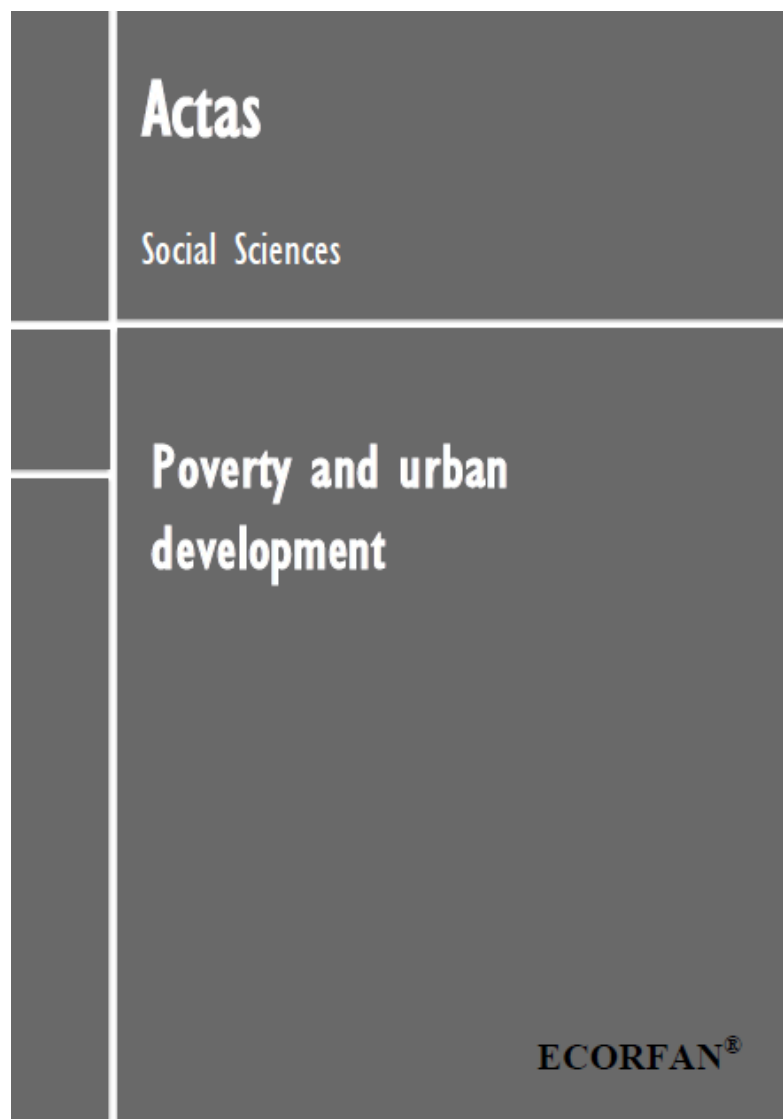 Actas
Social Sciences
Poverty and urban
development
ECORFAN®